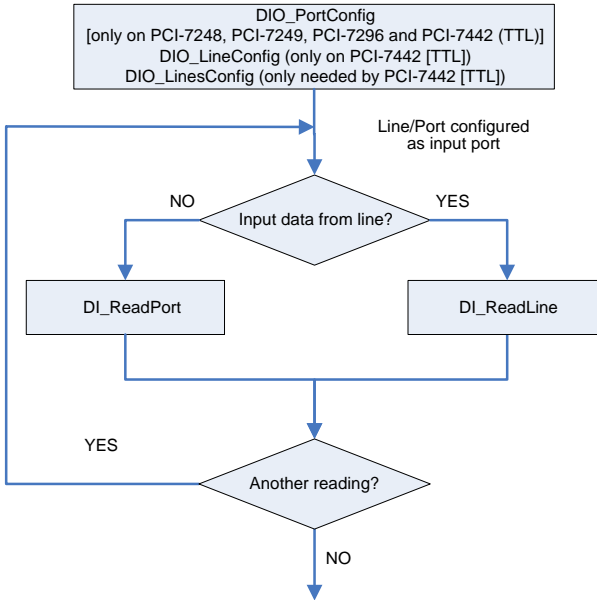 DIO_PortConfig
[only on PCI-7248, PCI-7249, PCI-7296 and PCI-7442 (TTL)]
DIO_LineConfig (only on PCI-7442 [TTL])
DIO_LinesConfig (only needed by PCI-7442 [TTL])
Line/Port configured
as input port
NO
YES
Input data from line?
DI_ReadPort
DI_ReadLine
YES
Another reading?
NO